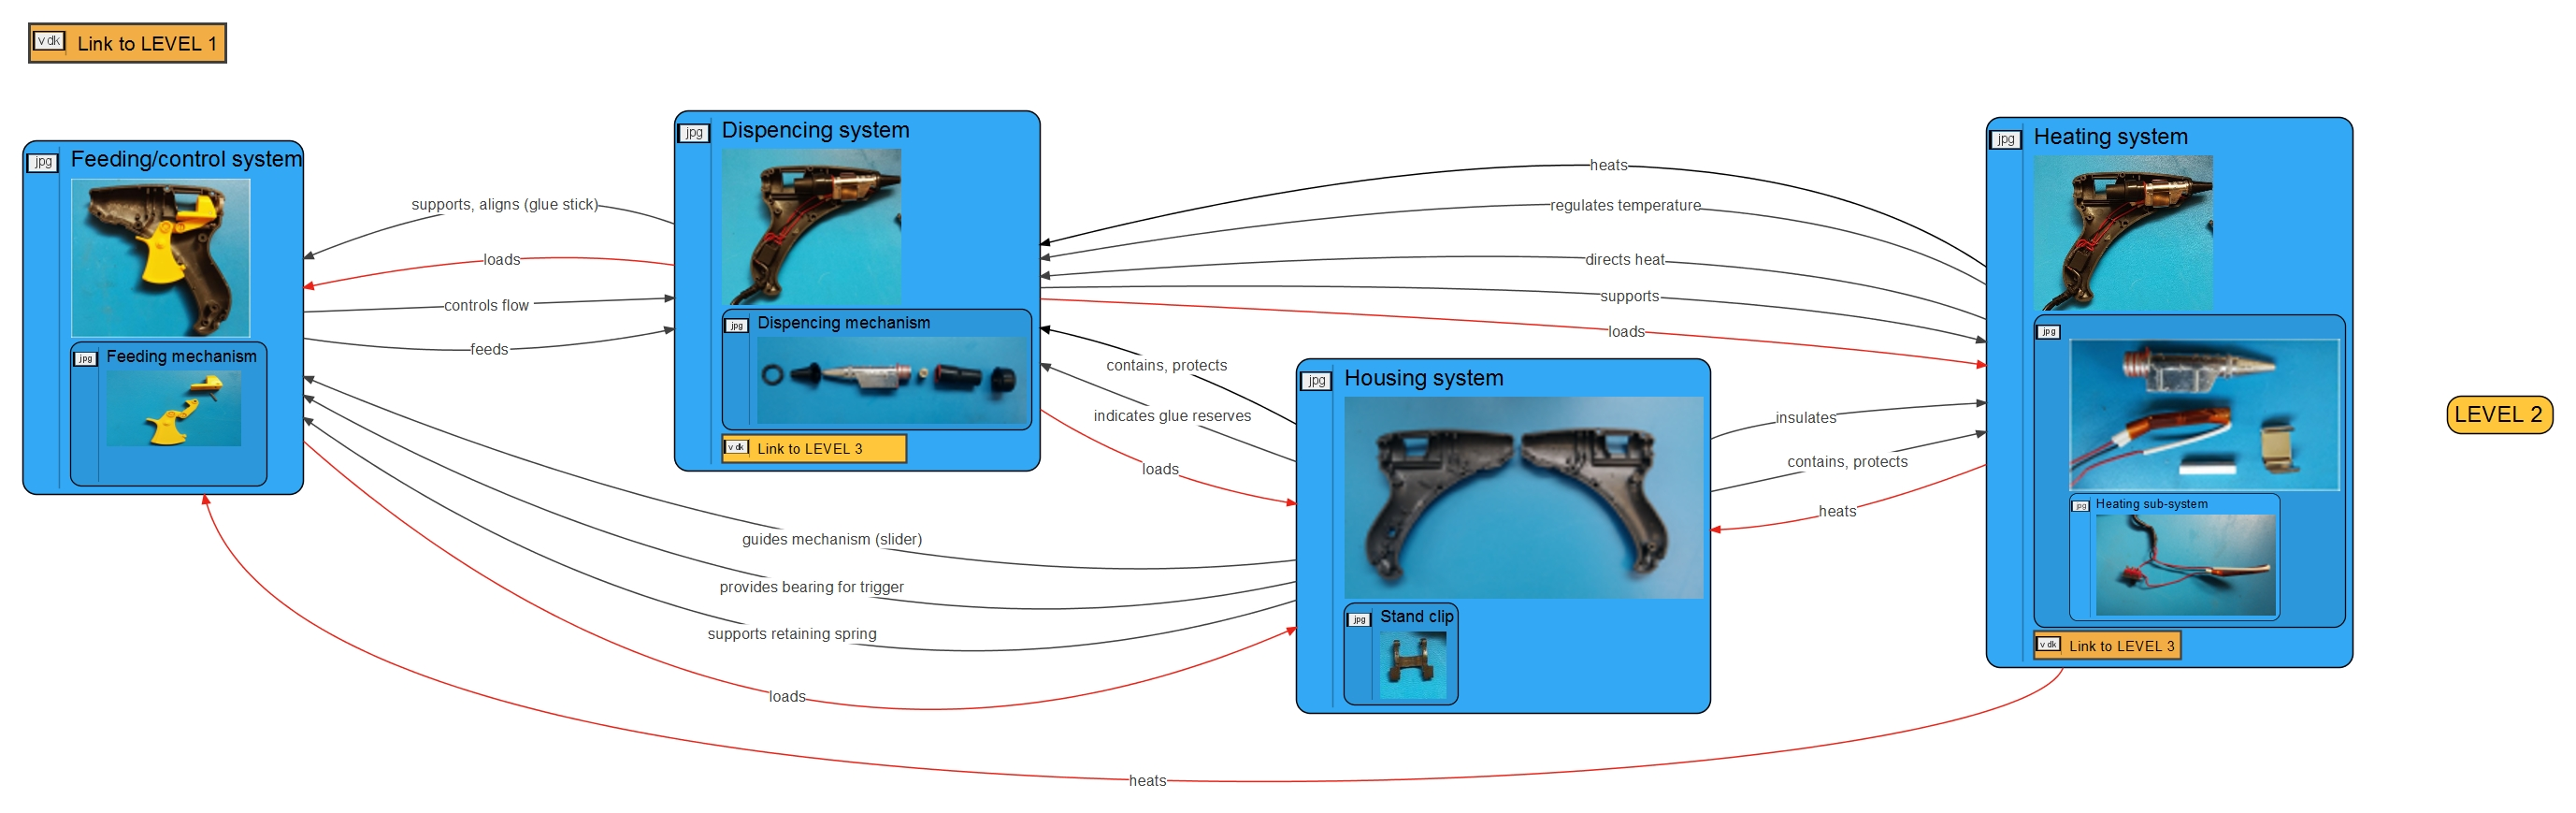 v dk Link to LEVEL 1
jpg Feeding/control system
jpg Feeding mechanism
supports, aligns (glue stick)
loads
controls flow
feeds
jpg Dispencing system
jpg Dispencing mechanism
v dk Link to LEVEL 3
heats
regulates temperature
directs heat
supports
loads
contains, protects
indicates glue reserves
loads
guides mechanism (slider)
provides bearing for trigger
supports retaining spring
loads
heats
jpg Housing system
jpg Stand clip
insulates
contains, protects
heats
jpg Heating system
jpg
jpg Heating sub-system
v dk Link to LEVEL 3
LEVEL 2